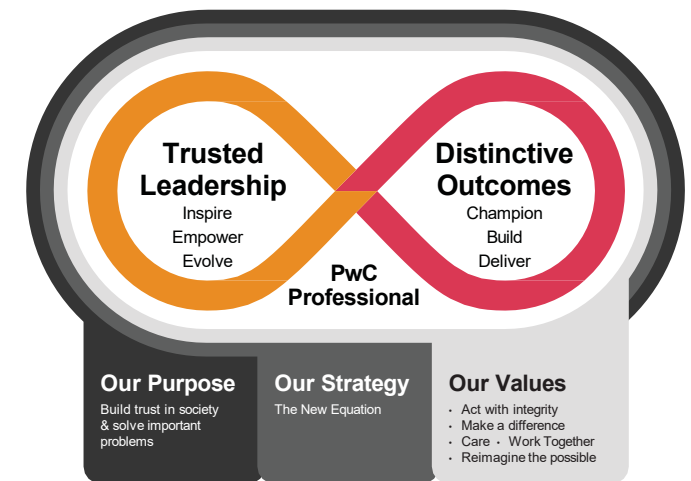 Trusted
Leadership
Inspire
Empower
Evolve
Distinctive
Outcomes
Champion
Build
Deliver
PwC
Professional
Our Purpose
Build trust in society
& solve important
problems
Our Strategy
The New Equation
Our Values
· Act with integrity
· Make a difference
· Care · Work Together
· Reimagine the possible